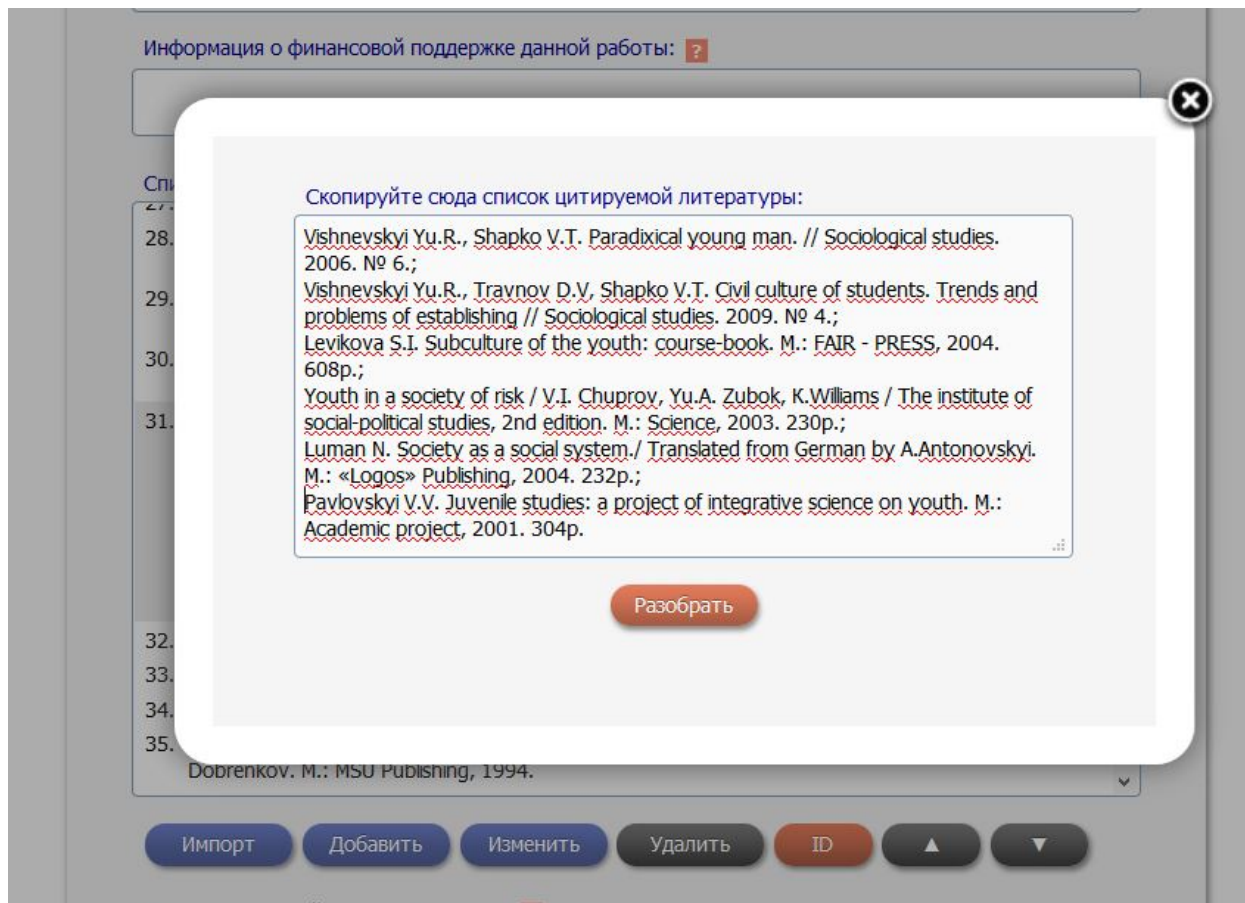 Информация о финансовой поддержке данной работы: ?
Скопируйте сюда список цитируемой литературы:
Vishnevskyi Yu.R., Shapko V.T. Paradixical young man. // Sociological studies.
2006. № 6.;
Vishnevskyi Yu.R., Travnov D.V, Shapko V.T. Civil culture of students. Trends and
problems of establishing // Sociological studies. 2009. № 4.;
Levikova S.I. Subculture of the youth: course-book. M.: FAIR - PRESS, 2004.
608p.;
Youth in a society of risk / V.I. Chuprov, Yu.A. Zubok, K.Williams / The institute of
social-political studies, 2nd edition. M.: Science, 2003. 230p.;
Luman N. Society as a social system./ Translated from German by A.Antonovskyi.
M.: «Logos» Publishing, 2004. 232p.;
Pavlovskyi V.V. Juvenile studies: a project of integrative science on youth. M.:
Academic project, 2001. 304p.
Разобрать
28.
29.
30.
31.
32.
33.
34.
35.
Dobrenkov. M.: MSU Publishing, 1994.
Импорт Добавить Изменить Удалить ID ▲ ▼